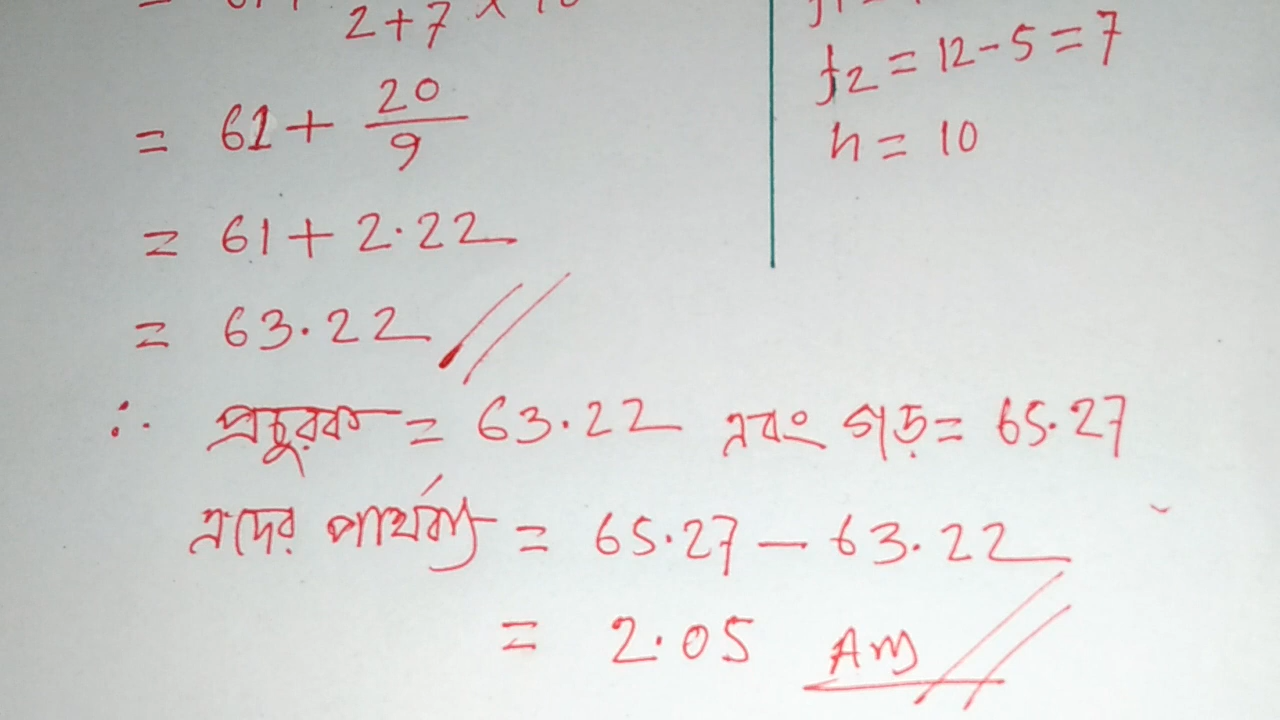 2+7 × 10
= 61 + 20/9
= 61 + 2.22
= 63.22
∴ প্রচুরক = 63.22 এবং গড় = 65.27
এদের পার্থক্য = 65.27 - 63.22
= 2.05 Ans
f2 = 12-5 = 7
h = 10